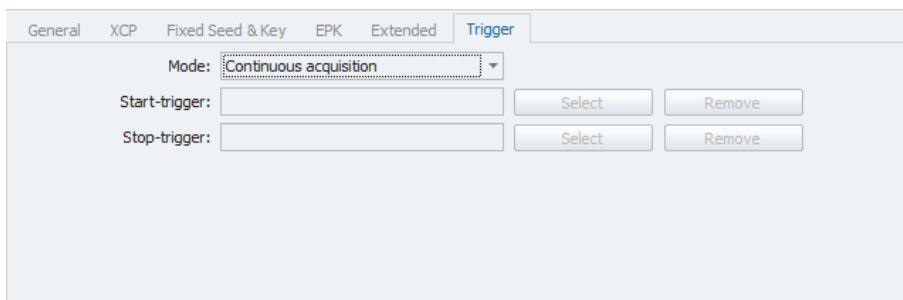 General XCP Fixed Seed & Key EPK Extended Trigger
Mode: Continuous acquisition
Start-trigger: Select Remove
Stop-trigger: Select Remove